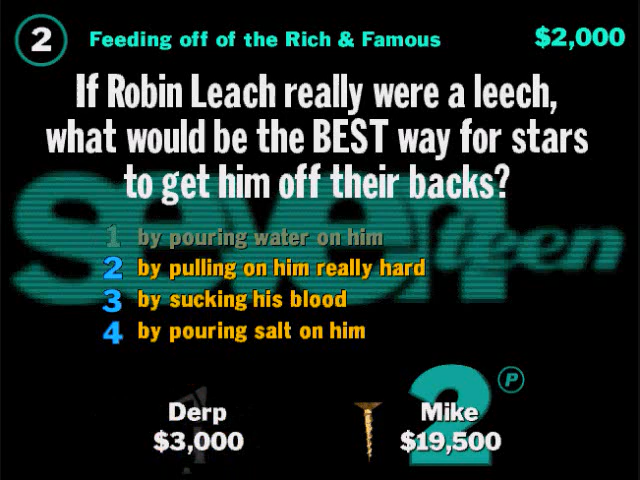 2 Feeding off of the Rich & Famous $2,000
If Robin Leach really were a leech,
what would be the BEST way for stars
to get him off their backs?
seventeen
1 by pouring water on him
2 by pulling on him really hard
3 by sucking his blood
4 by pouring salt on him
2 P
Derp Mike
$3,000 $19,500